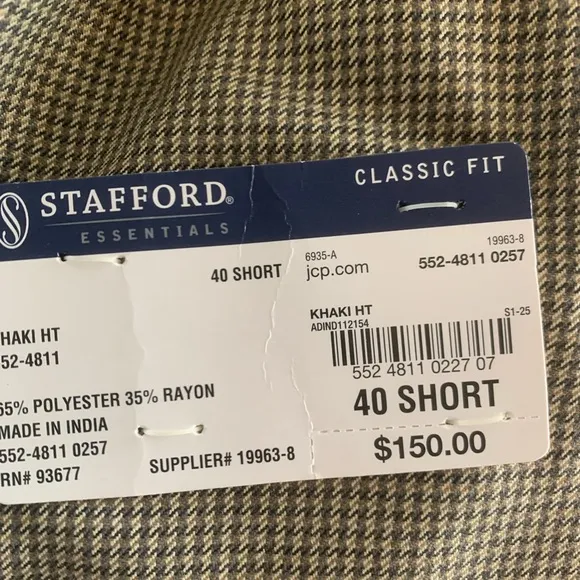 STAFFORD®
ESSENTIALS
CLASSIC FIT
40 SHORT
6935-A
jcp.com
19963-8
552-4811 0257
KHAKI HT
ADIND112154
S1-25
552 4811 0227 07
40 SHORT
$150.00
HAKI HT
52-4811
65% POLYESTER 35% RAYON
MADE IN INDIA
552-4811 0257
RN# 93677
SUPPLIER# 19963-8